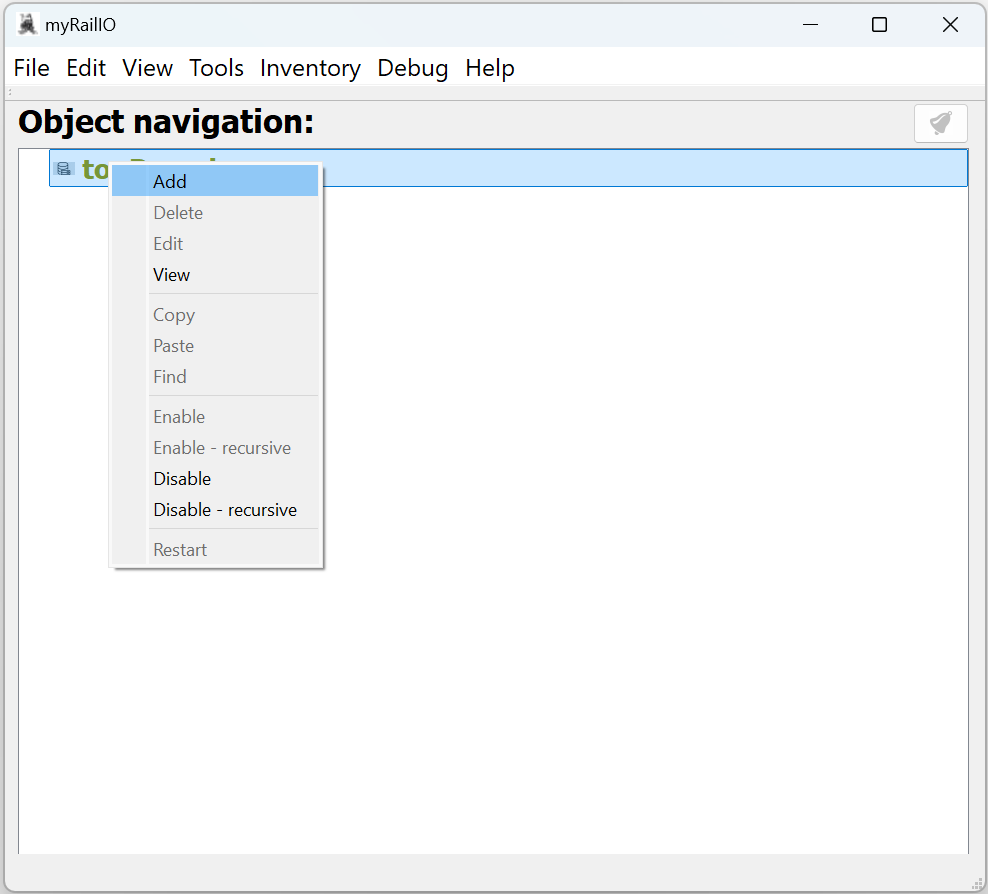 myRailIO
File Edit View Tools Inventory Debug Help
Object navigation:
Add
Delete
Edit
View
Copy
Paste
Find
Enable
Enable - recursive
Disable
Disable - recursive
Restart